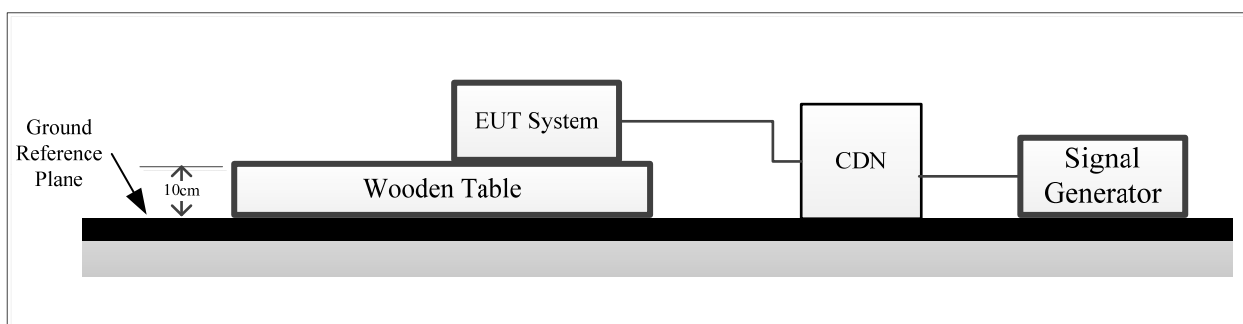 Ground
Reference
Plane
10cm
EUT System
Wooden Table
CDN
Signal
Generator